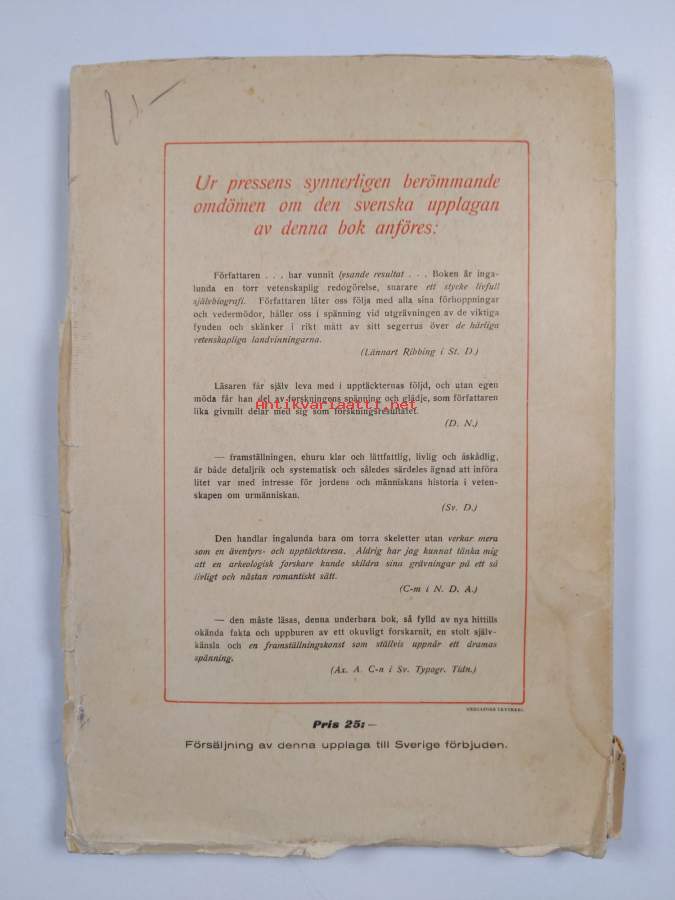 Ur pressens synnerligen berömmande
omdömen om den svenska upplagan
av denna bok anföres:
Författaren . . . har vunnit lysande resultat . . . Boken är inga-
lunda en torr vetenskaplig redogörelse, snarare ett stycke livfull
självbiografi. Författaren låter oss följa med alla sina förhoppningar
och vedermödor, håller oss i spänning vid utgrävningen av de viktiga
fynden och skänker i rikt mått av sitt segerrus över de härliga
vetenskapliga landvinningarna.
(Lännart Ribbing i St. D.)
Läsaren får själv leva med i upptäckternas följd, och utan egen
möda får han del av forskningens spänning och glädje, som författaren
Antikvariaatti.net
lika givmilt delar med sig som forskningsresultatet.
(D. N.)
— framställningen, ehuru klar och lättfattlig, livlig och åskådlig,
är både detaljrik och systematisk och således särdeles ägnad att införa
litet var med intresse för jordens och människans historia i veten-
skapen om urmänniskan.
(Sv. D.)
Den handlar ingalunda bara om torra skeletter utan verkar mera
som en äventyrs- och upptäcktsresa. Aldrig har jag kunnat tänka mig
att en arkeologisk forskare kunde skildra sina grävningar på ett så
livligt och nästan romantiskt sätt.
(C-m i N. D. A.)
— den måste läsas, denna underbara bok, så fylld av nya hittills
okända fakta och uppburen av ett okuvligt forskarnit, en stolt själv-
känsla och en framställningskonst som ställvis uppnår ett dramas
spänning.
(Ax. A. C-n i Sv. Typogr. Tidn.)
Pris 25:—
Försäljning av denna upplaga till Sverige förbjuden.